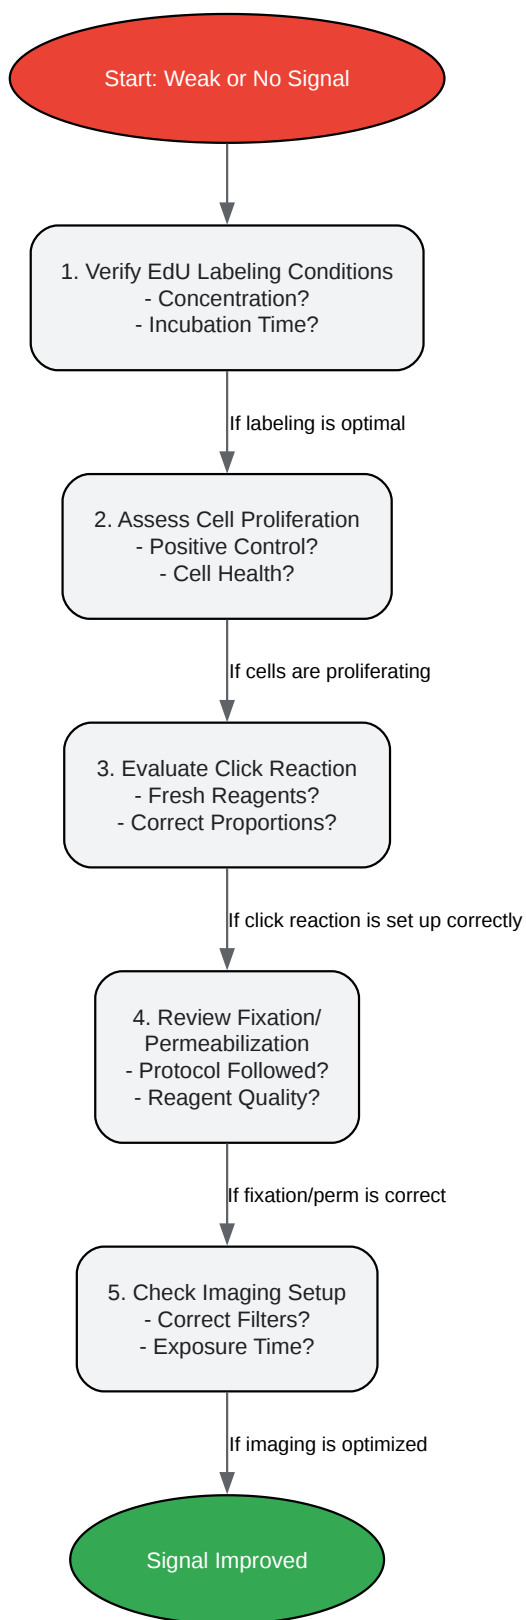 Start: Weak or No Signal
1. Verify EdU Labeling Conditions
- Concentration?
- Incubation Time?
If labeling is optimal
2. Assess Cell Proliferation
- Positive Control?
- Cell Health?
If cells are proliferating
3. Evaluate Click Reaction
- Fresh Reagents?
- Correct Proportions?
If click reaction is set up correctly
4. Review Fixation/
Permeabilization
- Protocol Followed?
- Reagent Quality?
If fixation/perm is correct
5. Check Imaging Setup
- Correct Filters?
- Exposure Time?
If imaging is optimized
Signal Improved